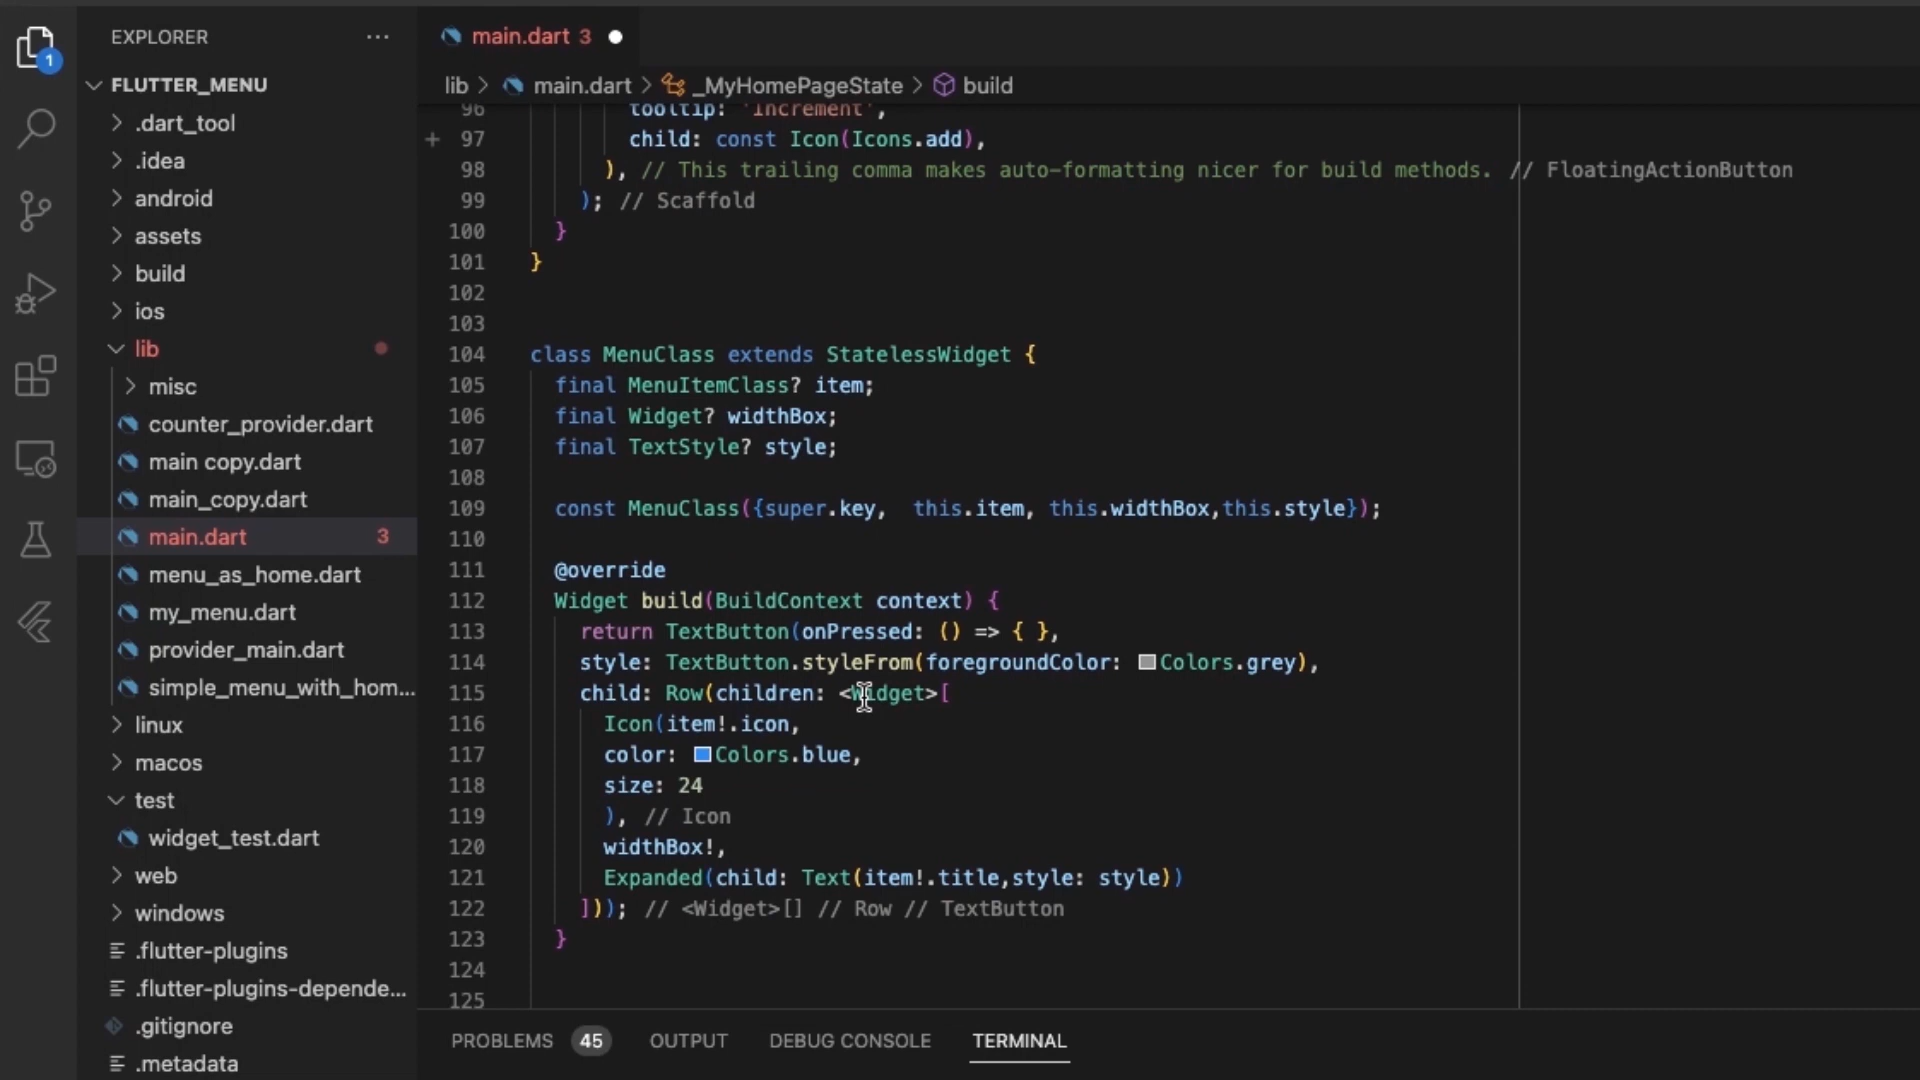 EXPLORER
main.dart 3
1
FLUTTER_MENU
lib > main.dart > _MyHomePageState > build
.dart_tool
.idea
android
assets
build
ios
lib
misc
counter_provider.dart
main copy.dart
main_copy.dart
main.dart 3
menu_as_home.dart
my_menu.dart
provider_main.dart
simple_menu_with_hom...
linux
macos
test
widget_test.dart
web
windows
.flutter-plugins
.flutter-plugins-depende...
.gitignore
.metadata
96 tooltip: 'Increment',
97 child: const Icon(Icons.add),
98 ), // This trailing comma makes auto-formatting nicer for build methods. // FloatingActionButton
99 ); // Scaffold
100 }
101 }
102
103
104 class MenuClass extends StatelessWidget {
105 final MenuItemClass? item;
106 final Widget? widthBox;
107 final TextStyle? style;
108
109 const MenuClass({super.key,  this.item, this.widthBox,this.style});
110
111 @override
112 Widget build(BuildContext context) {
113 return TextButton(onPressed: () => { },
114 style: TextButton.styleFrom(foregroundColor: Colors.grey),
115 child: Row(children: <Widget>[
116 Icon(item!.icon,
117 color: Colors.blue,
118 size: 24
119 ), // Icon
120 widthBox!,
121 Expanded(child: Text(item!.title,style: style))
122 ])); // <Widget>[] // Row // TextButton
123 }
124
125
PROBLEMS 45 OUTPUT DEBUG CONSOLE TERMINAL